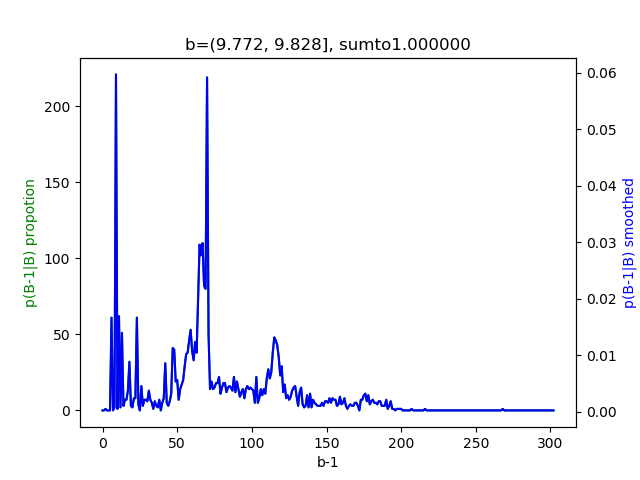 b=(9.772, 9.828], sumto1.000000
200
150
100
50
0
p(B-1|B) propotion
0.06
0.05
0.04
0.03
0.02
0.01
0.00
p(B-1|B) smoothed
0 50 100 150 200 250 300
b-1